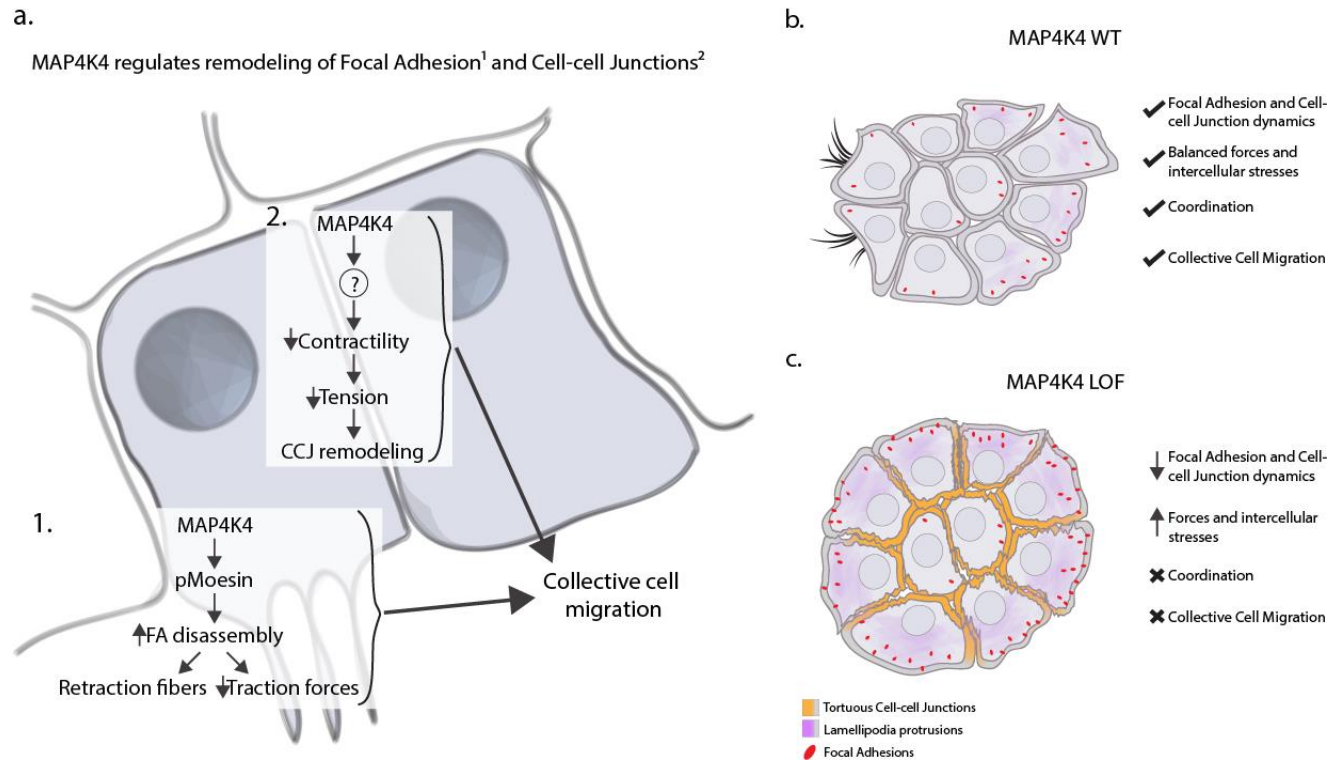 a.
MAP4K4 regulates remodeling of Focal Adhesion¹ and Cell-cell Junctions²
2.
MAP4K4
?
Contractility
Tension
CCJ remodeling
1.
MAP4K4
pMoesin
FA disassembly
Retraction fibers
Traction forces
Collective cell
migration
b.
MAP4K4 WT
Focal Adhesion and Cell-
cell Junction dynamics
Balanced forces and
intercellular stresses
Coordination
Collective Cell Migration
c.
MAP4K4 LOF
Focal Adhesion and Cell-
cell Junction dynamics
Forces and intercellular
stresses
Coordination
Collective Cell Migration
Tortuous Cell-cell Junctions
Lamellipodia protrusions
Focal Adhesions